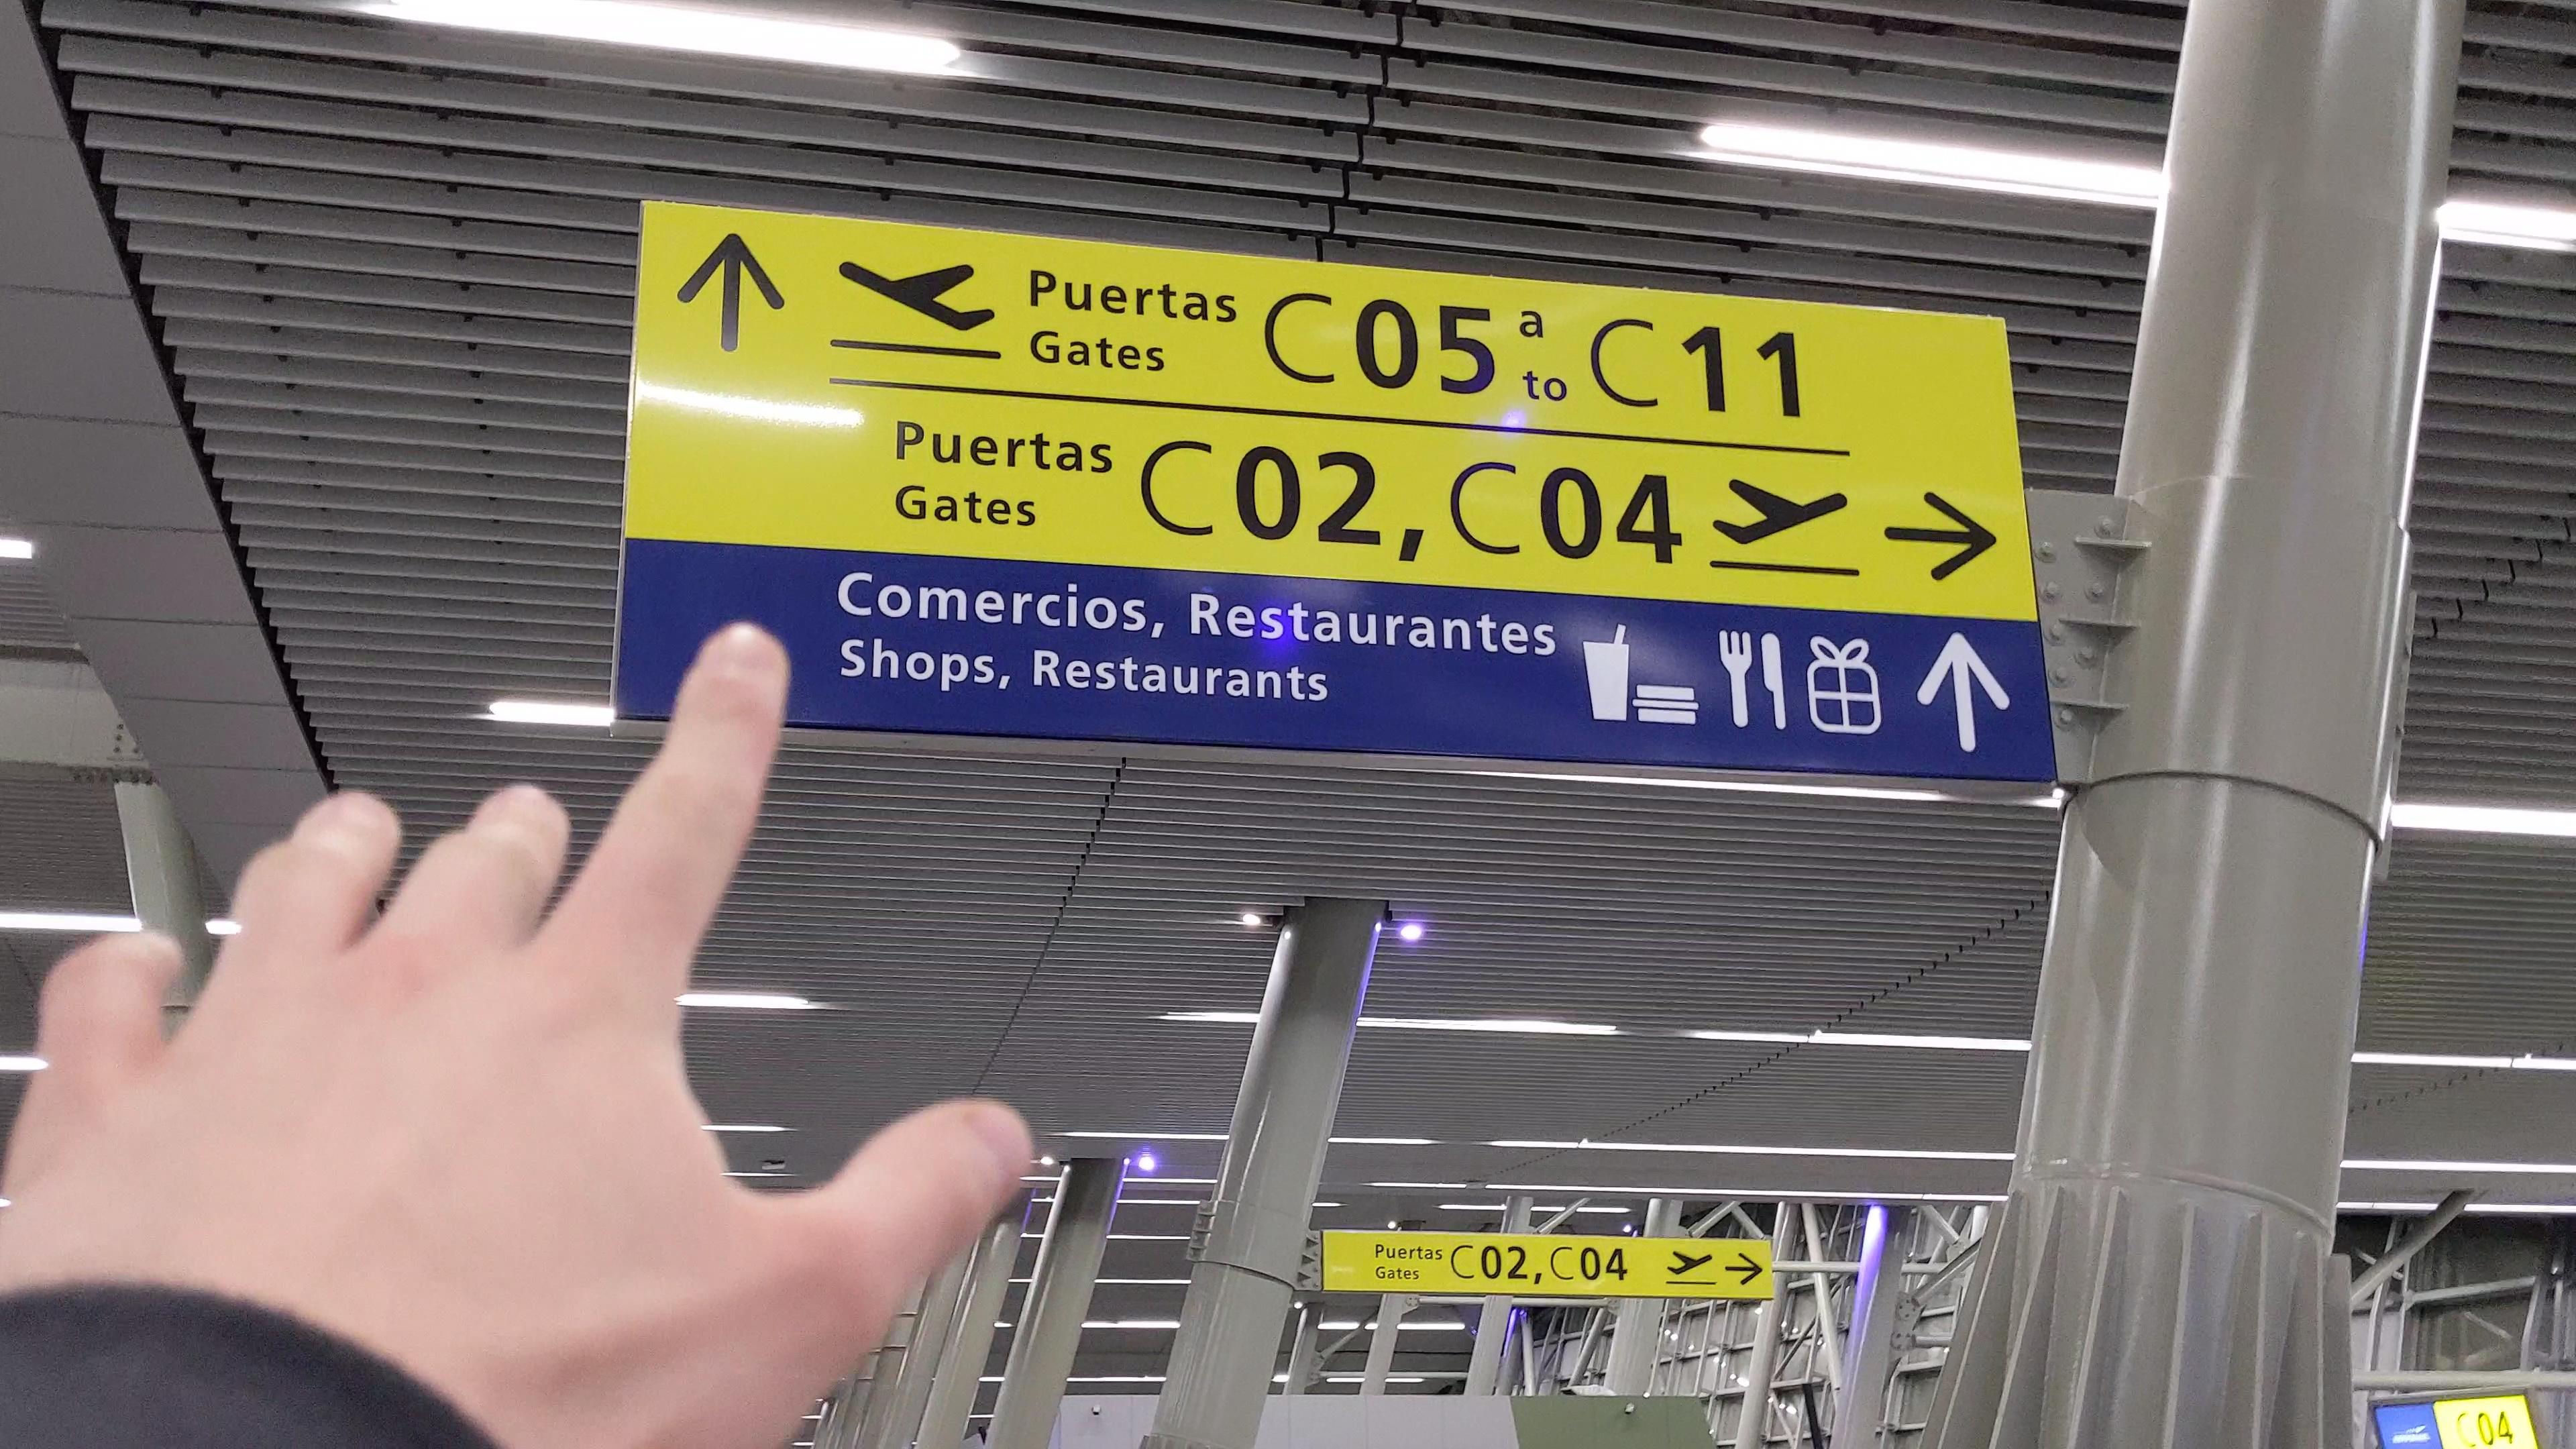 Puertas C05 a C11
Gates to
Puertas C02, C04
Gates
Comercios, Restaurantes
Shops, Restaurants
Puertas C02, C04
Gates
C04